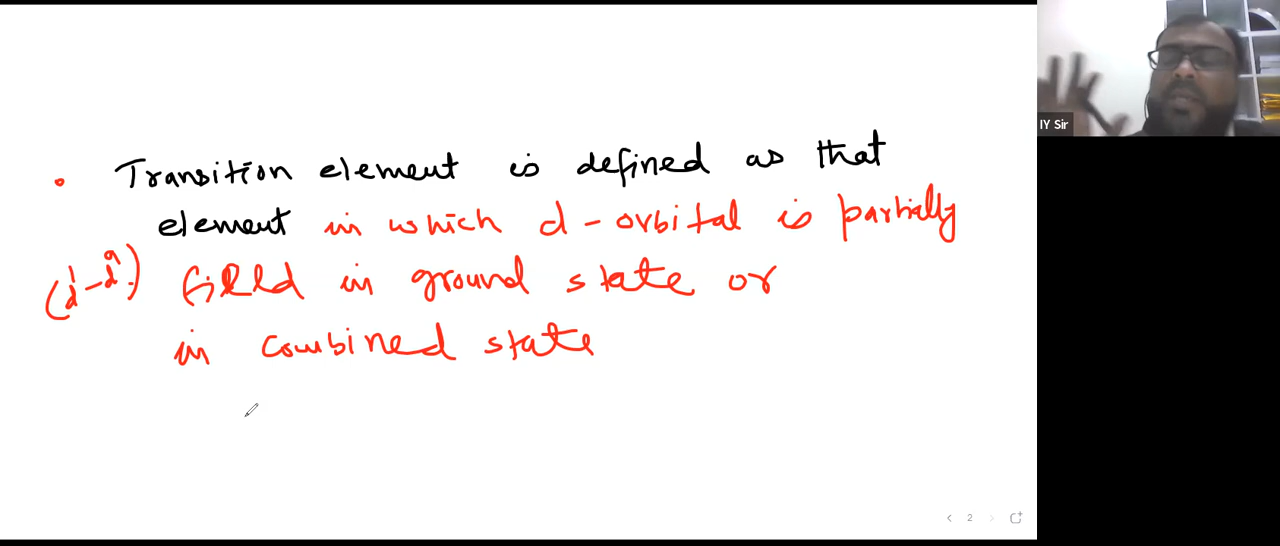 • Transition element is defined as that
element in which d-orbital is partially
(d¹-d⁹) filled in ground state or
in combined state
IY Sir
2